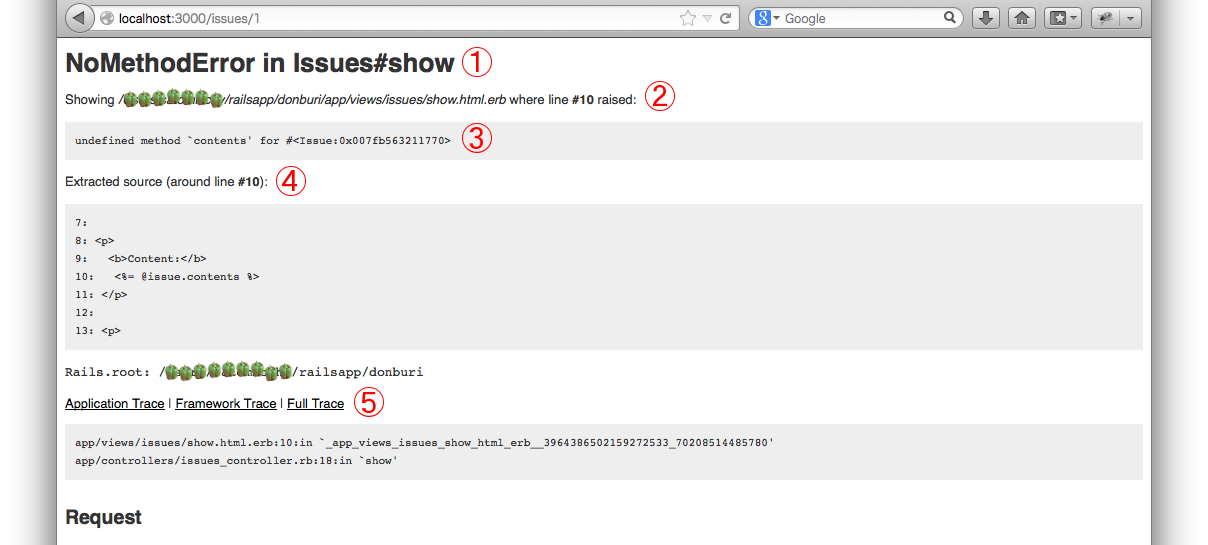 localhost:3000/issues/1
Google
NoMethodError in Issues#show ①
Showing / /railsapp/donburi/app/views/issues/show.html.erb where line #10 raised: ②
undefined method `contents' for #<Issue:0x007fb563211770> ③
Extracted source (around line #10): ④
7:
8: <p>
9:   <b>Content:</b>
10:   <%= @issue.contents %>
11: </p>
12:
13: <p>
Rails.root: / /railsapp/donburi
Application Trace | Framework Trace | Full Trace ⑤
app/views/issues/show.html.erb:10:in `_app_views_issues_show_html_erb__3964386502159272533_70208514485780'
app/controllers/issues_controller.rb:18:in `show'
Request